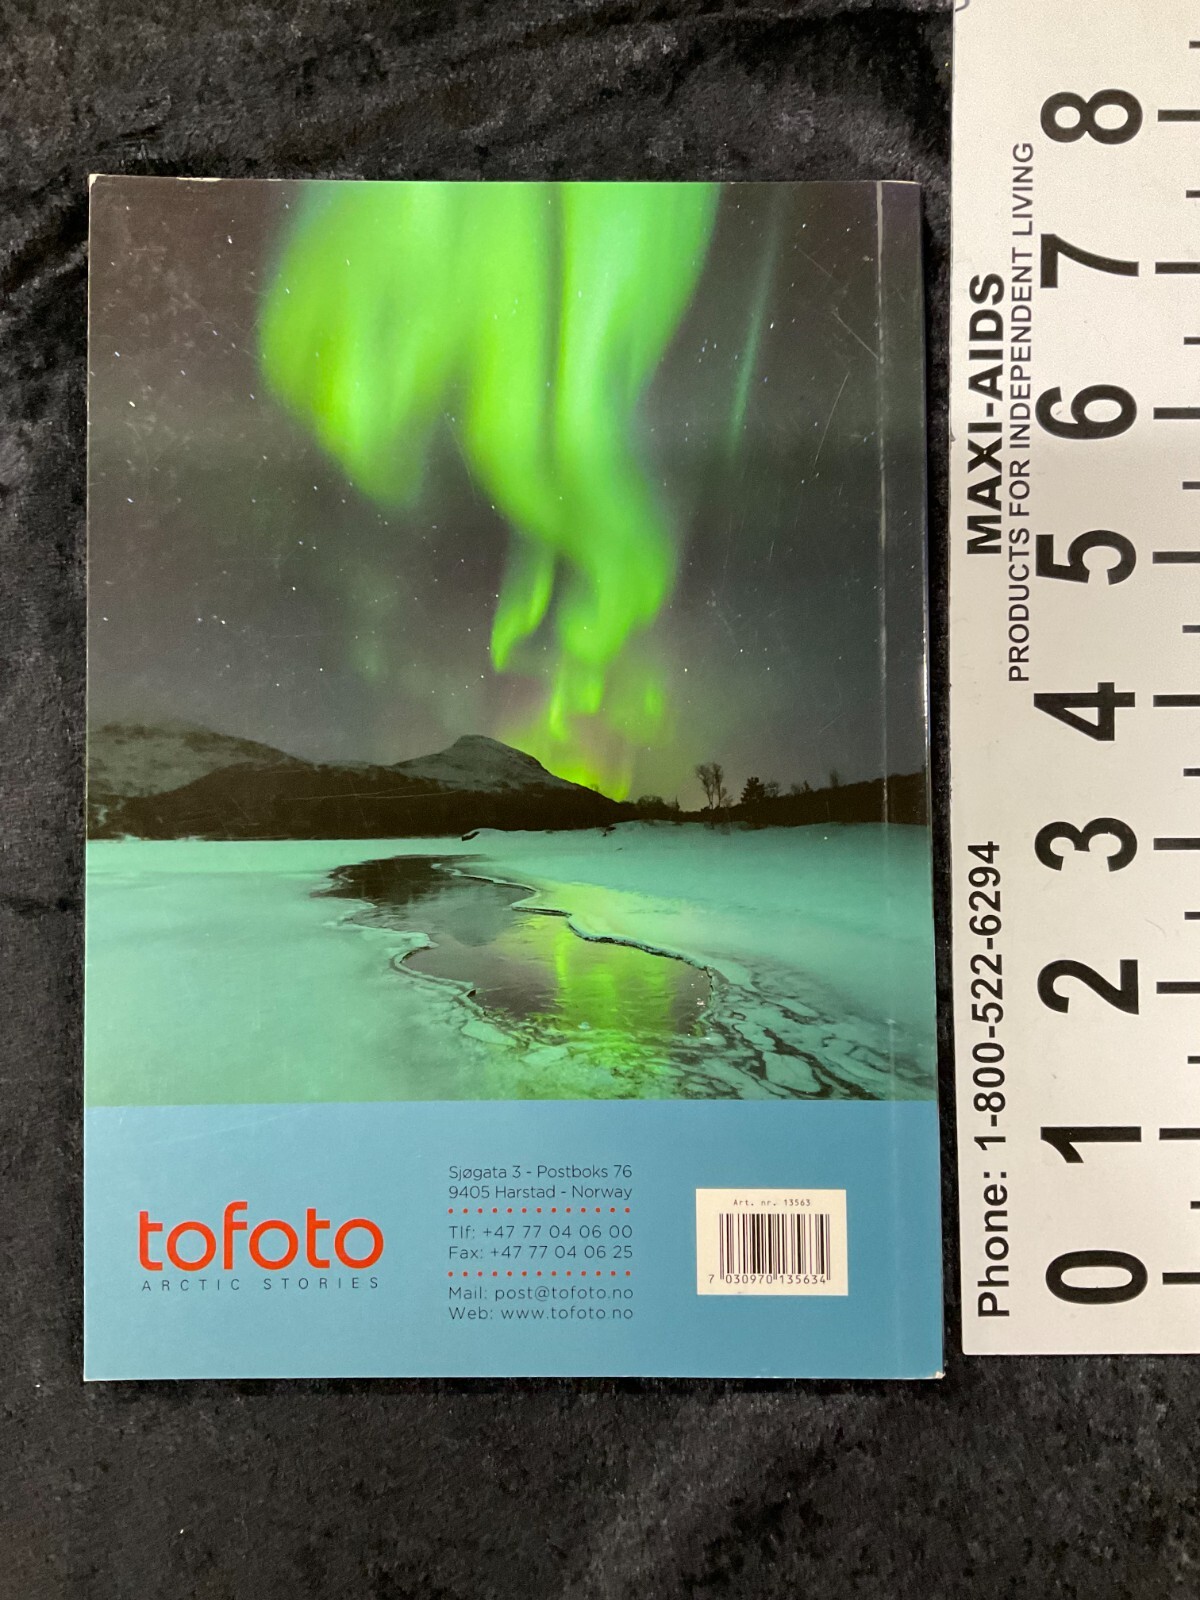 tofoto
ARCTIC STORIES
Sjøgata 3 - Postboks 76
9405 Harstad - Norway
Tlf: +47 77 04 06 00
Fax: +47 77 04 06 25
Mail: post@tofoto.no
Web: www.tofoto.no
Art. nr. 13563
7 030970 135634
MAXI-AIDS
PRODUCTS FOR INDEPENDENT LIVING
Phone: 1-800-522-6294
0 1 2 3 4 5 6 7 8